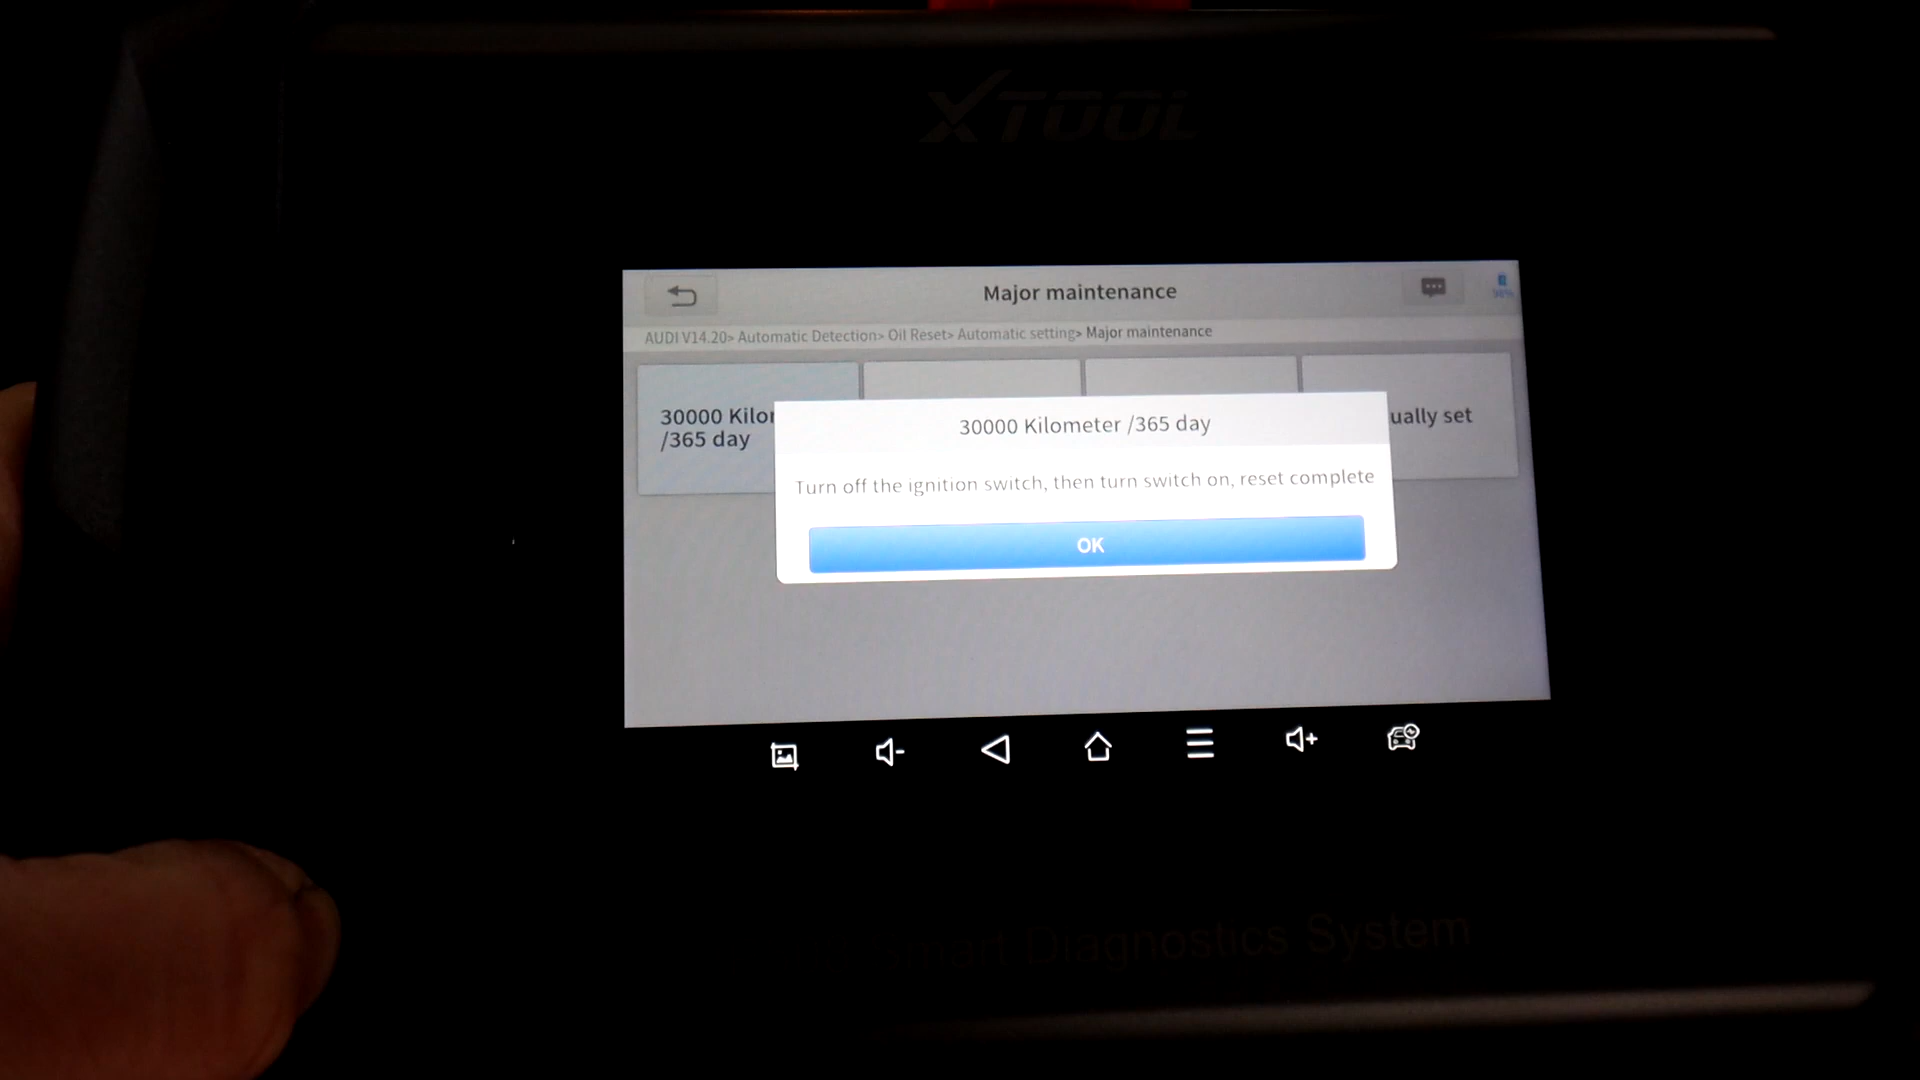 XTOOL
Major maintenance
AUDI V14.20> Automatic Detection> Oil Reset> Automatic setting> Major maintenance
30000 Kilo
/365 day
ually set
30000 Kilometer /365 day
Turn off the ignition switch, then turn switch on, reset complete
OK
Smart Diagnostics System